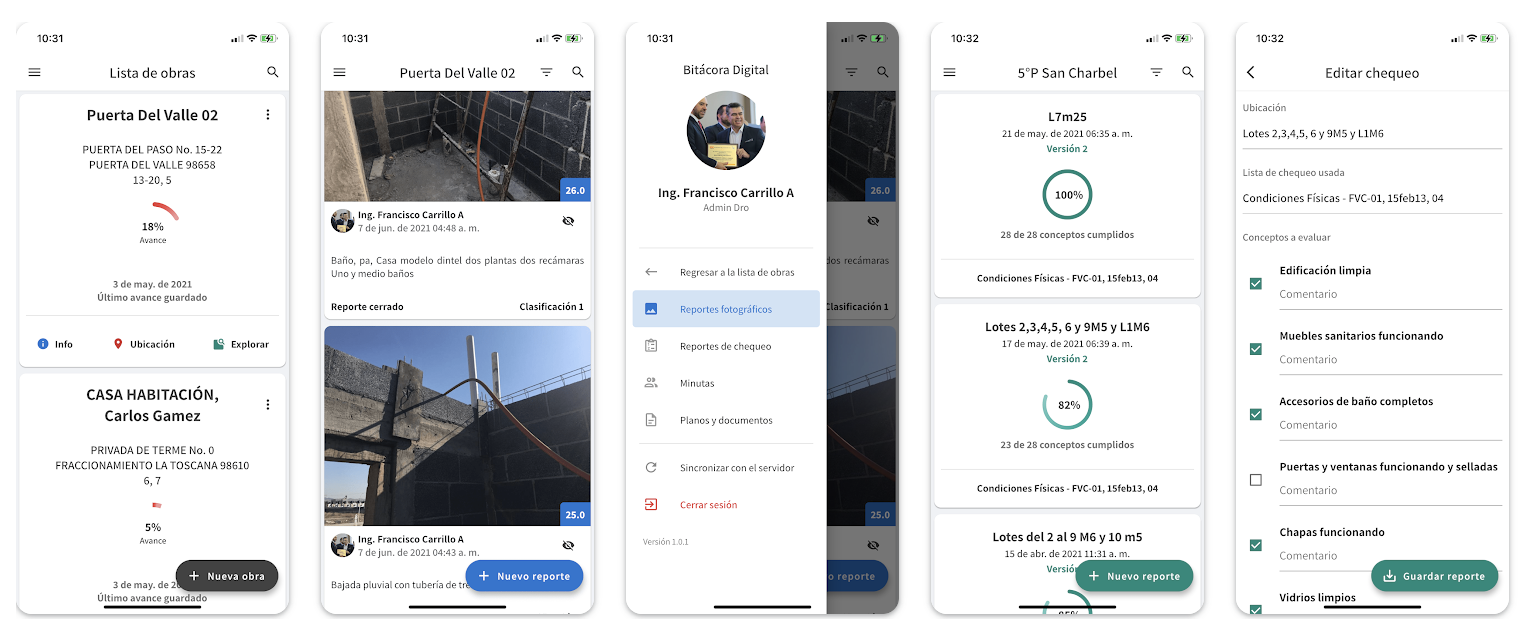 10:31
Lista de obras
Puerta Del Valle 02
PUERTA DEL PASO No. 15-22
PUERTA DEL VALLE 98658
13-20, 5
18%
Avance
3 de may. de 2021
Último avance guardado
Info
Ubicación
Explorar
CASA HABITACIÓN,
Carlos Gamez
PRIVADA DE TERME No. 0
FRACCIONAMIENTO LA TOSCANA 98610
6, 7
5%
Avance
3 de may. de 2
Último avance guardado
+ Nueva obra
10:31
Puerta Del Valle 02
26.0
Ing. Francisco Carrillo A
7 de jun. de 2021 04:48 a. m.
Baño, pa, Casa modelo dintel dos plantas dos recámaras
Uno y medio baños
Reporte cerrado
Clasificación 1
25.0
Ing. Francisco Carrillo A
7 de jun. de 2021 04:43 a. m.
Bajada pluvial con tubería de tre
+ Nuevo reporte
10:31
Bitácora Digital
Ing. Francisco Carrillo A
Admin Dro
Regresar a la lista de obras
Reportes fotográficos
Reportes de chequeo
Minutas
Planos y documentos
Sincronizar con el servidor
Cerrar sesión
Versión 1.0.1
26.0
os recámaras
Clasificación 1
25.0
o reporte
10:32
5°P San Charbel
L7m25
21 de may. de 2021 06:35 a. m.
Versión 2
100%
28 de 28 conceptos cumplidos
Condiciones Físicas - FVC-01, 15feb13, 04
Lotes 2,3,4,5, 6 y 9M5 y L1M6
17 de may. de 2021 06:39 a. m.
Versión 2
82%
23 de 28 conceptos cumplidos
Condiciones Físicas - FVC-01, 15feb13, 04
Lotes del 2 al 9 M6 y 10 m5
15 de abr. de 2021 11:31 a. m.
Versión
+ Nuevo reporte
10:32
Editar chequeo
Ubicación
Lotes 2,3,4,5, 6 y 9M5 y L1M6
Lista de chequeo usada
Condiciones Físicas - FVC-01, 15feb13, 04
Conceptos a evaluar
Edificación limpia
Comentario
Muebles sanitarios funcionando
Comentario
Accesorios de baño completos
Comentario
Puertas y ventanas funcionando y selladas
Comentario
Chapas funcionando
Comentario
Guardar reporte
Vidrios limpios